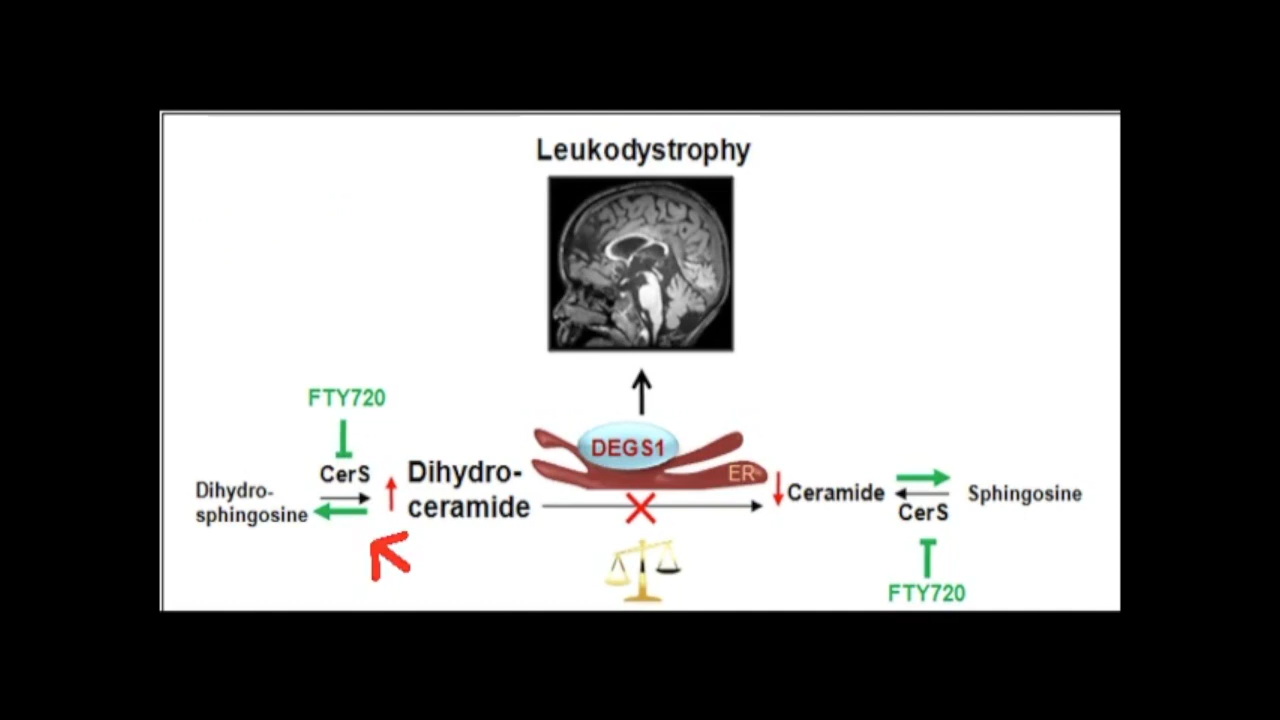 Leukodystrophy
FTY720
CerS
Dihydro-
sphingosine
Dihydro-
ceramide
DEGS1
ER
Ceramide
CerS
Sphingosine
FTY720